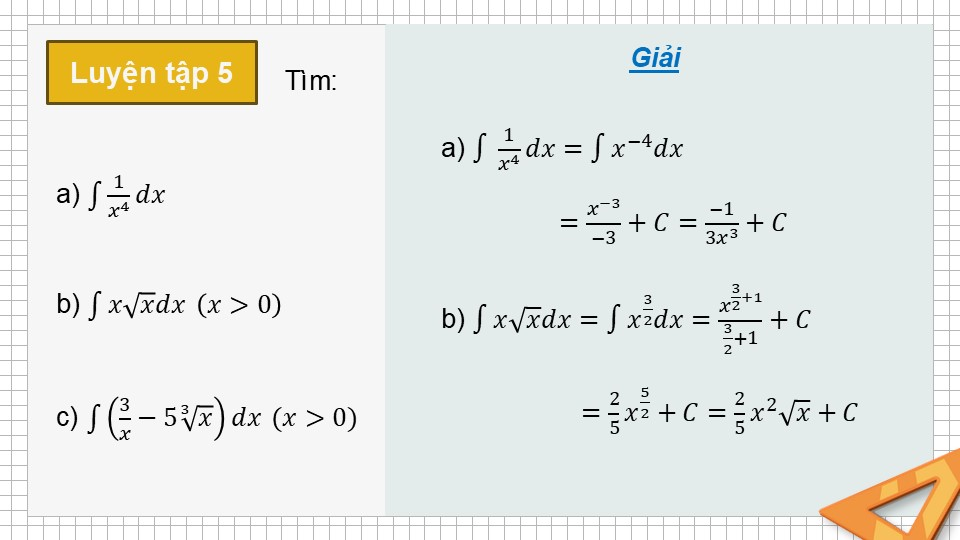 Luyện tập 5
Tìm:
a) ∫ 1/x⁴ dx
b) ∫ x√x dx (x > 0)
c) ∫ (3/x − 5∛x) dx (x > 0)
Giải
a) ∫ 1/x⁴ dx = ∫ x⁻⁴ dx
= x⁻³/−3 + C = −1/3x³ + C
b) ∫ x√x dx = ∫ x^(3/2) dx = x^(3/2+1)/(3/2+1) + C
= 2/5 x^(5/2) + C = 2/5 x²√x + C